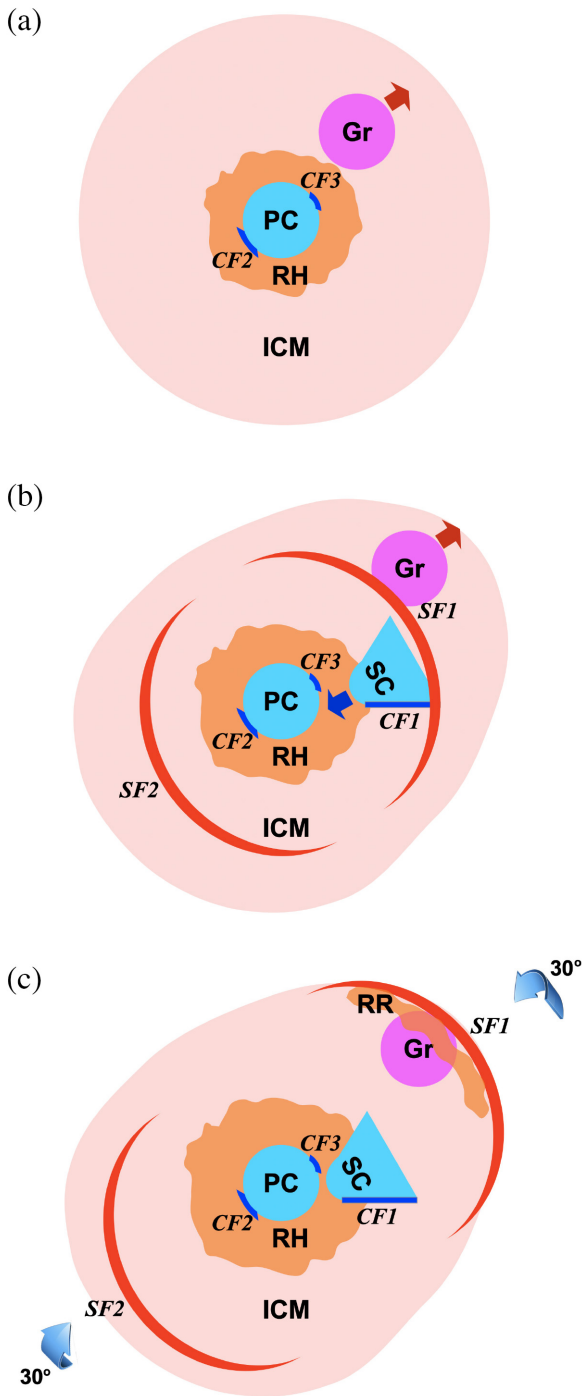 (a)
Gr
CF3
PC
CF2
RH
ICM
(b)
Gr
SF1
SC
CF3
PC
CF1
CF2
RH
SF2
ICM
(c)
30°
RR
SF1
Gr
CF3
SC
PC
CF2
CF1
RH
ICM
SF2
30°